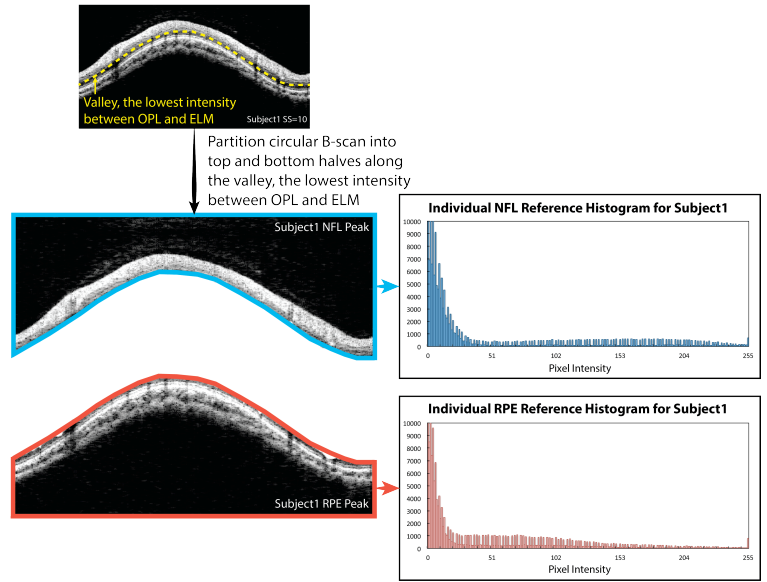 Valley, the lowest intensity
between OPL and ELM
Subject1 SS=10
Partition circular B-scan into
top and bottom halves along
the valley, the lowest intensity
between OPL and ELM
Subject1 NFL Peak
Individual NFL Reference Histogram for Subject1
10000
9000
8000
7000
6000
5000
4000
3000
2000
1000
0
0 51 102 153 204 255
Pixel Intensity
Individual RPE Reference Histogram for Subject1
10000
9000
8000
7000
6000
5000
4000
3000
2000
1000
0
0 51 102 153 204 255
Pixel Intensity
Subject1 RPE Peak